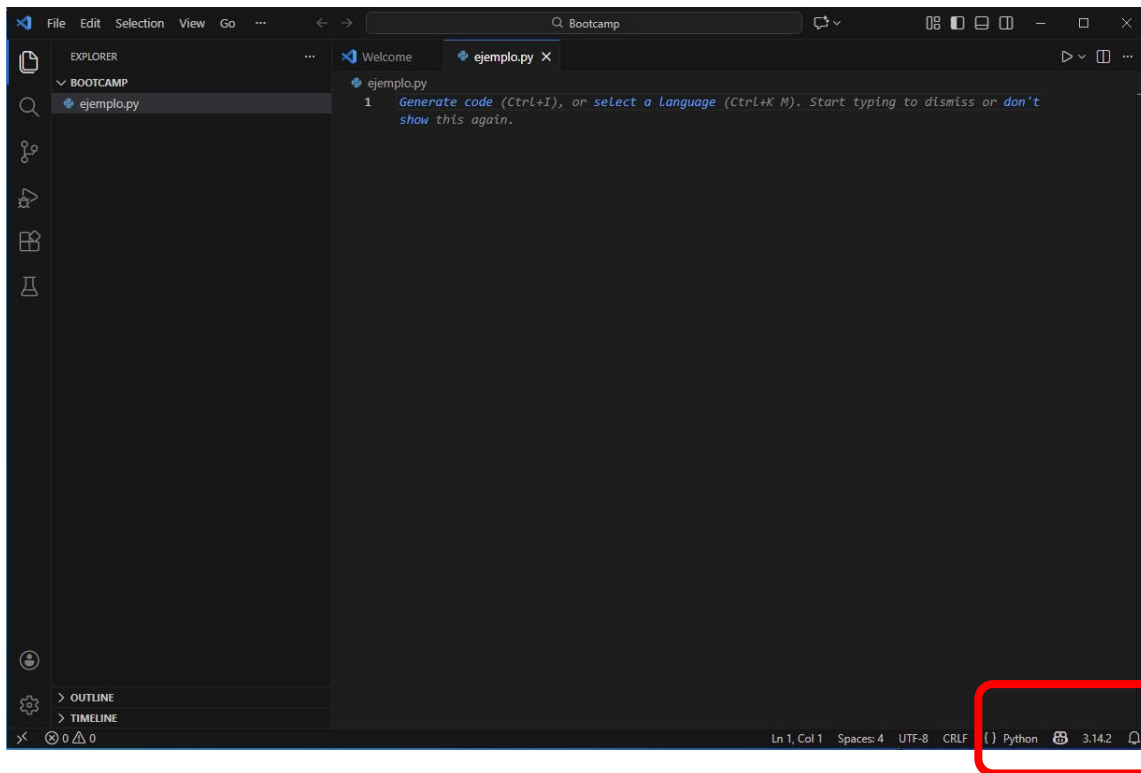 File Edit Selection View Go ··· Bootcamp
EXPLORER ···
Welcome ejemplo.py
BOOTCAMP
ejemplo.py
ejemplo.py
1 Generate code (Ctrl+I), or select a language (Ctrl+K M). Start typing to dismiss or don't
show this again.
OUTLINE
TIMELINE
0 0 Ln 1, Col 1 Spaces: 4 UTF-8 CRLF { } Python 3.14.2